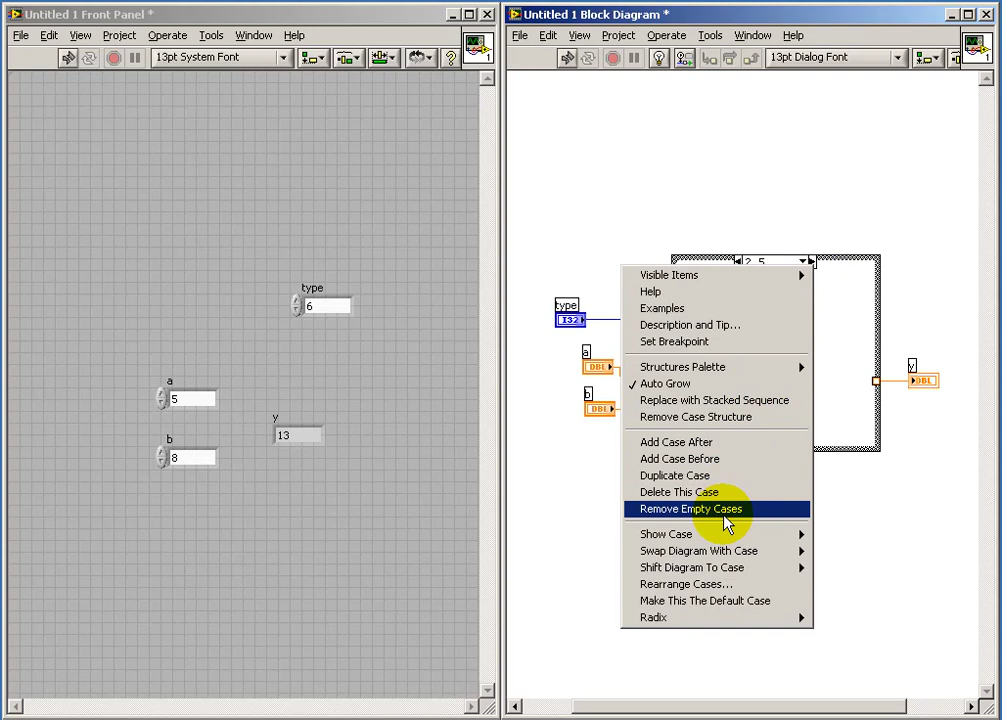 Untitled 1 Front Panel *
File Edit View Project Operate Tools Window Help
13pt System Font
1
type
6
a
5
y
13
b
8
Untitled 1 Block Diagram *
File Edit View Project Operate Tools Window Help
13pt Dialog Font
1
2..5
type
I32
a
DBL
b
DBL
y
DBL
Visible Items
Help
Examples
Description and Tip...
Set Breakpoint
Structures Palette
Auto Grow
Replace with Stacked Sequence
Remove Case Structure
Add Case After
Add Case Before
Duplicate Case
Delete This Case
Remove Empty Cases
Show Case
Swap Diagram With Case
Shift Diagram To Case
Rearrange Cases...
Make This The Default Case
Radix